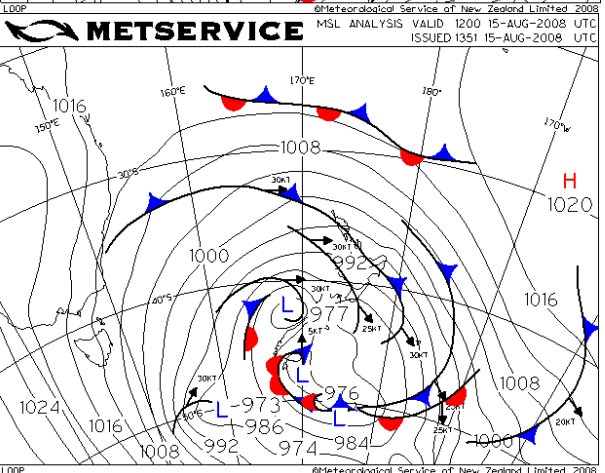 LOOP ©Meteorological Service of New Zealand Limited 2008
METSERVICE
MSL ANALYSIS VALID 1200 15-AUG-2008 UTC
ISSUED 1351 15-AUG-2008 UTC
170°E
160°E
180°
1016
150°E
170°W
1008
30°S
30KT
H
1020
30KT
1000
992
40°S
30KT
1016
L
977
5KT
25KT
30KT
L
30KT
1008
976
L
973
L
25KT
1024
50°S
20KT
1016
986
25KT
1008
992
974
984
LOOP ©Meteorological Service of New Zealand Limited 2008